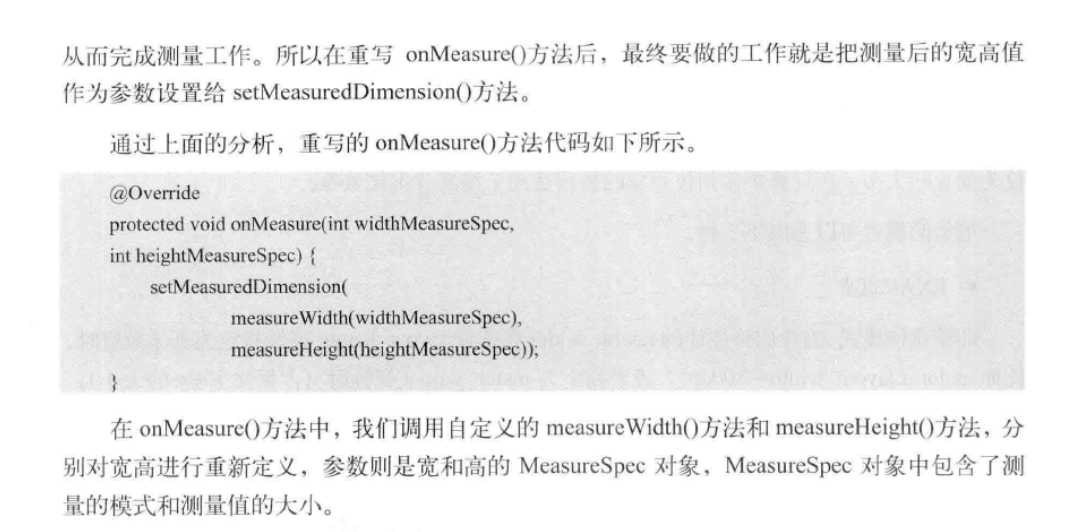 从而完成测量工作。所以在重写 onMeasure()方法后，最终要做的工作就是把测量后的宽高值
作为参数设置给 setMeasuredDimension()方法。
通过上面的分析，重写的 onMeasure()方法代码如下所示。
@Override
protected void onMeasure(int widthMeasureSpec,
int heightMeasureSpec) {
setMeasuredDimension(
measureWidth(widthMeasureSpec),
measureHeight(heightMeasureSpec));
}
在 onMeasure()方法中，我们调用自定义的 measureWidth()方法和 measureHeight()方法，分
别对宽高进行重新定义，参数则是宽和高的 MeasureSpec 对象，MeasureSpec 对象中包含了测
量的模式和测量值的大小。